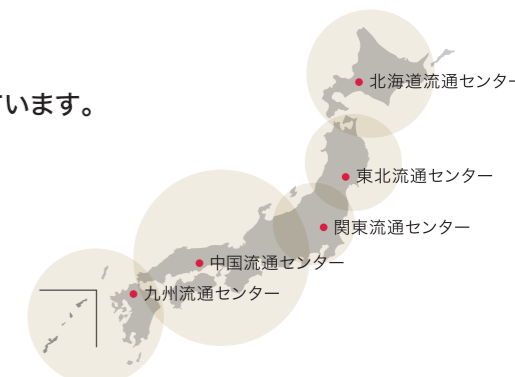 北海道流通センター
ています。
東北流通センター
関東流通センター
中国流通センター
九州流通センター